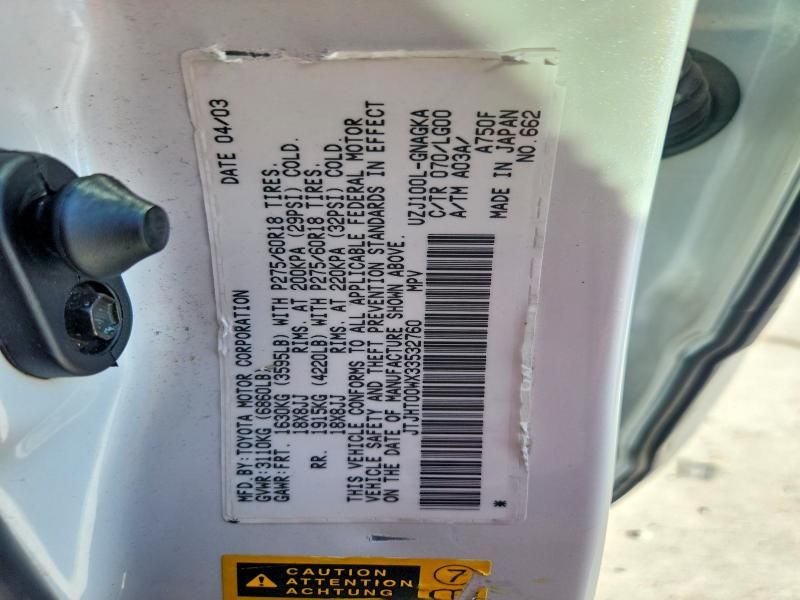 DATE 04/03
MFD. BY: TOYOTA MOTOR CORPORATION
GVWR: 3110KG (6860LB)
GAWR: FRT. 1630KG (3595LB) WITH P275/60R18 TIRES.
18X8JJ RIMS. AT 200KPA (29PSI) COLD.
RR. 1915KG (4220LB) WITH P275/60R18 TIRES.
18X8JJ RIMS. AT 220KPA (32PSI) COLD.
THIS VEHICLE CONFORMS TO ALL APPLICABLE FEDERAL MOTOR
VEHICLE SAFETY AND THEFT PREVENTION STANDARDS IN EFFECT
ON THE DATE OF MANUFACTURE SHOWN ABOVE.
JTJHT00WX33532760 MPV
UZJ100L-GNAGKA
C/TR 070/LG00
A/TM A03A/ A750F
MADE IN JAPAN
NO.662
*
CAUTION
ATTENTION
ACHTUNG
7